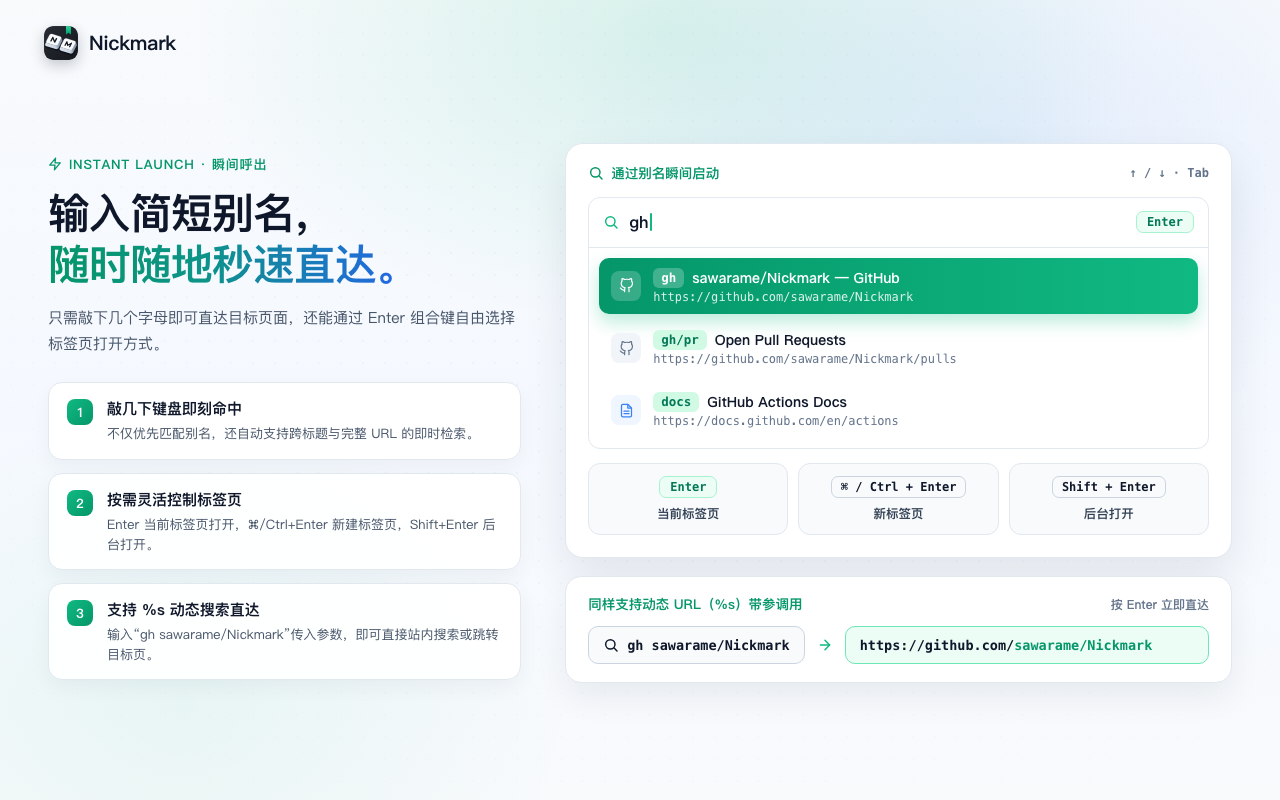 N M
Nickmark
INSTANT LAUNCH · 瞬间呼出
输入简短别名，
随时随地秒速直达。
只需敲下几个字母即可直达目标页面，还能通过 Enter 组合键自由选择
标签页打开方式。
1
敲几下键盘即刻命中
不仅优先匹配别名，还自动支持跨标题与完整 URL 的即时检索。
2
按需灵活控制标签页
Enter 当前标签页打开，⌘/Ctrl+Enter 新建标签页，Shift+Enter 后
台打开。
3
支持 %s 动态搜索直达
输入“gh sawarame/Nickmark”传入参数，即可直接站内搜索或跳转
目标页。
通过别名瞬间启动
↑ / ↓ · Tab
gh
Enter
gh sawarame/Nickmark — GitHub
https://github.com/sawarame/Nickmark
gh/pr Open Pull Requests
https://github.com/sawarame/Nickmark/pulls
docs GitHub Actions Docs
https://docs.github.com/en/actions
Enter
当前标签页
⌘ / Ctrl + Enter
新标签页
Shift + Enter
后台打开
同样支持动态 URL（%s）带参调用
按 Enter 立即直达
gh sawarame/Nickmark
→
https://github.com/sawarame/Nickmark